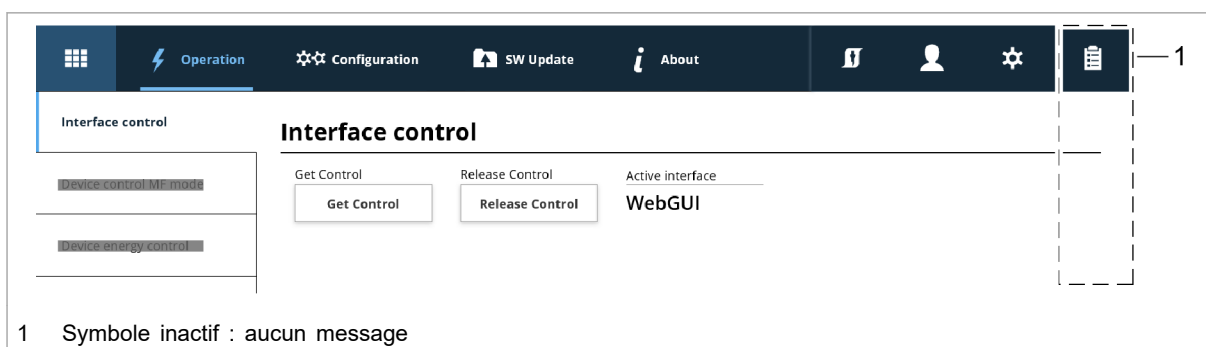 Operation
Configuration
SW Update
About
1
Interface control
Interface control
Device control MF mode
Get Control
Release Control
Active interface
Get Control
Release Control
WebGUI
Device energy control
1 Symbole inactif : aucun message